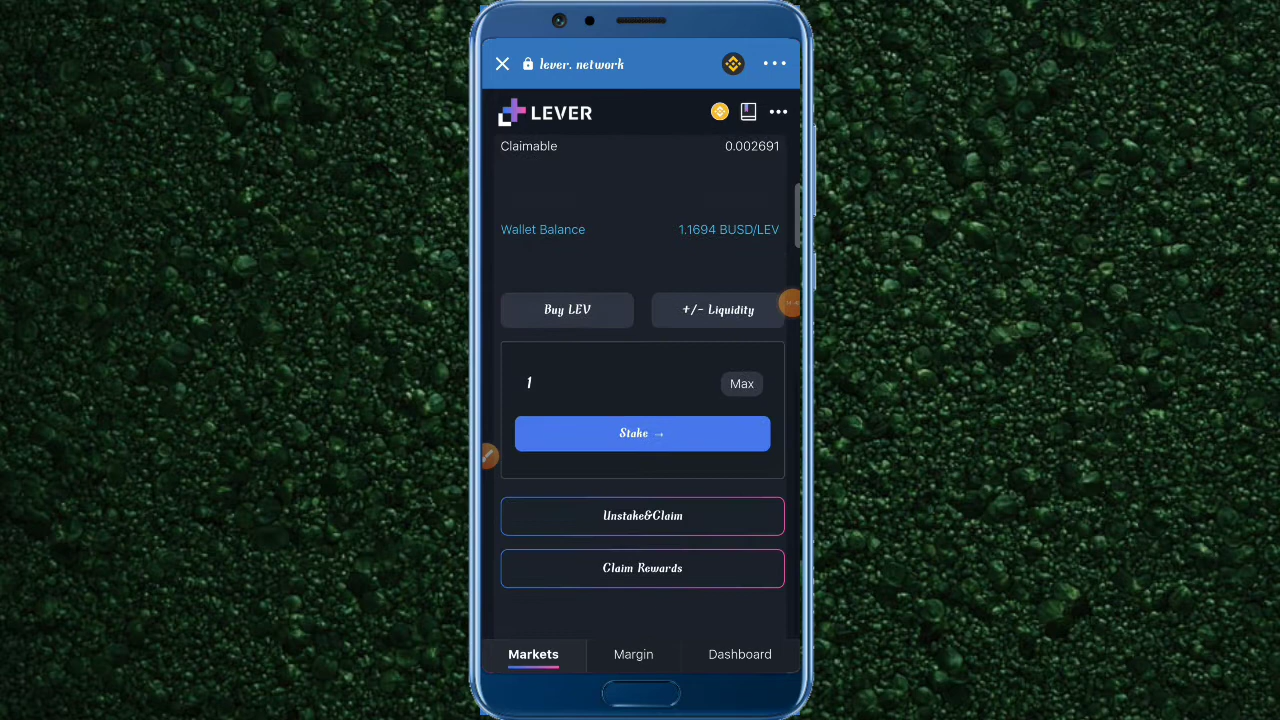 lever. network
LEVER
Claimable 0.002691
Wallet Balance 1.1694 BUSD/LEV
Buy LEV +/- Liquidity
1 Max
Stake →
Unstake&Claim
Claim Rewards
Markets Margin Dashboard